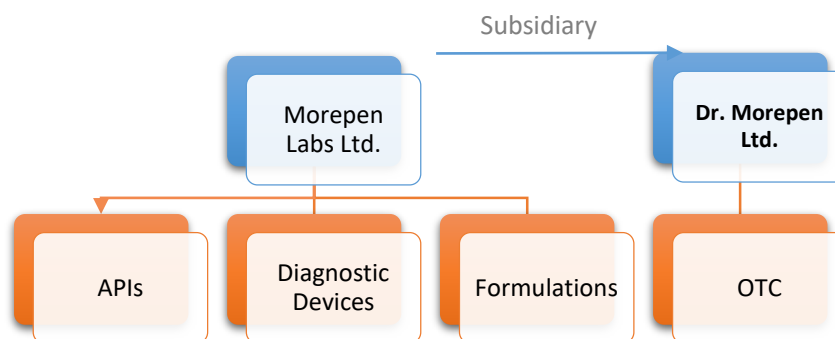 Subsidiary
Morepen
Labs Ltd.
Dr. Morepen
Ltd.
APIs
Diagnostic
Devices
Formulations
OTC